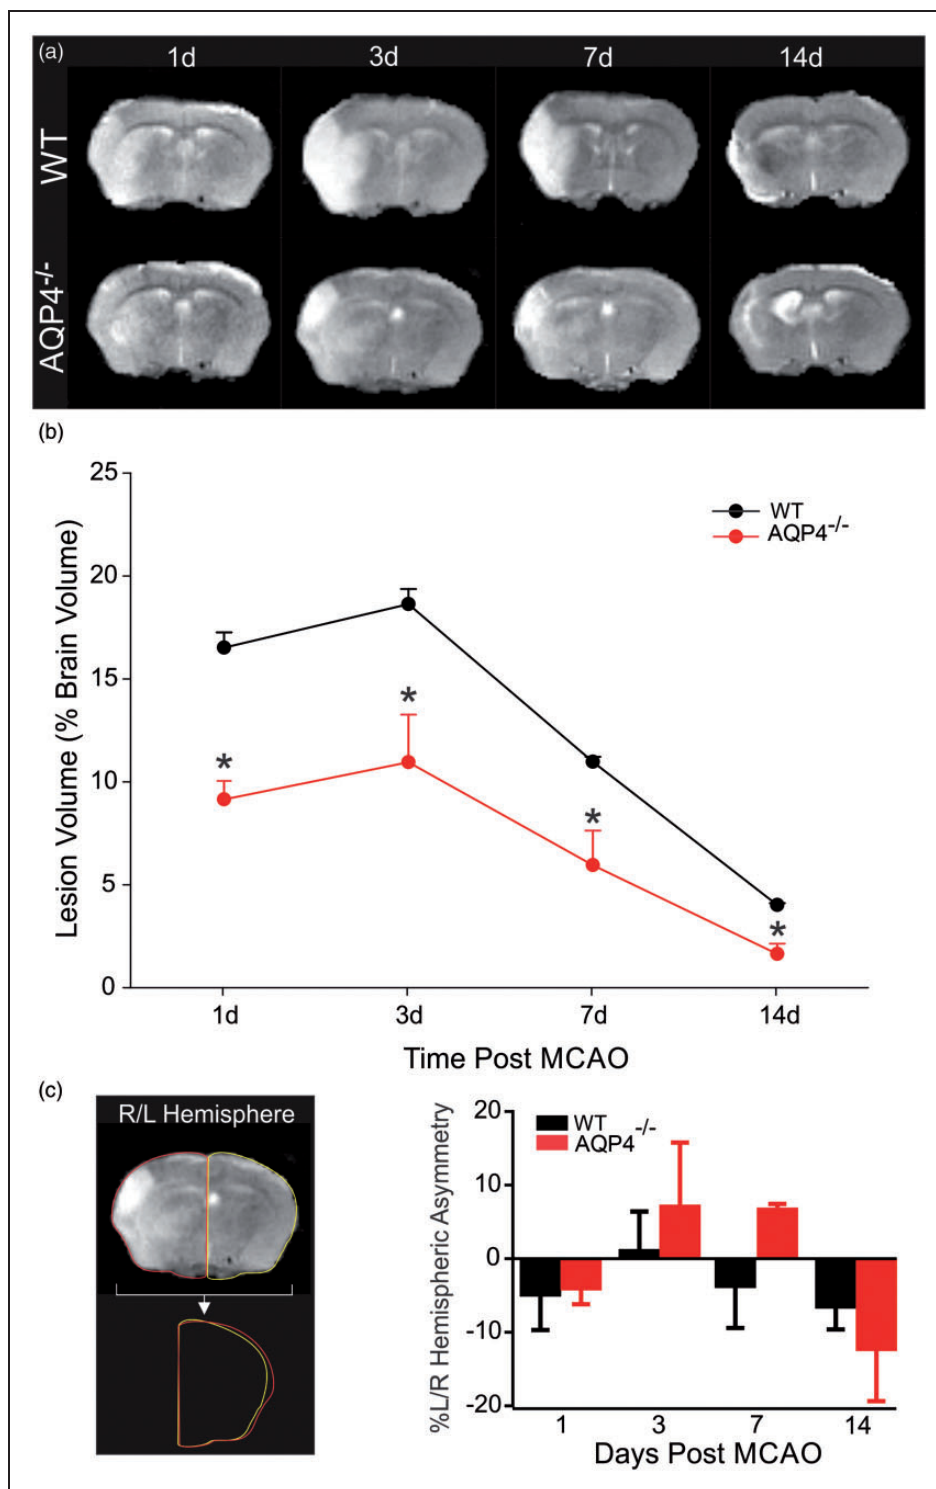 (a)
1d 3d 7d 14d
WT
AQP4-/-
(b)
25
20
15
10
5
0
Lesion Volume (% Brain Volume)
WT
AQP4-/-
*
*
*
*
1d 3d 7d 14d
Time Post MCAO
(c)
R/L Hemisphere
%L/R Hemispheric Asymmetry
20
10
0
-10
-20
WT
AQP4-/-
1 3 7 14
Days Post MCAO